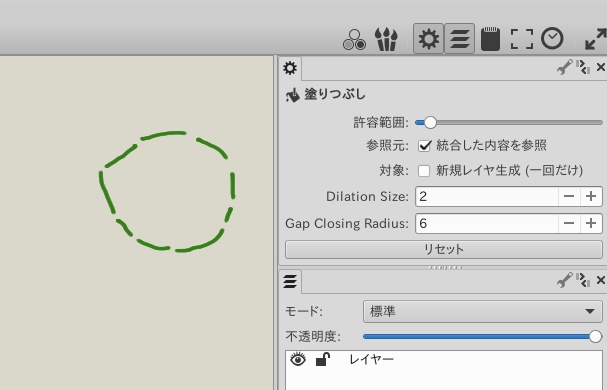 塗りつぶし
許容範囲:
参照元: 統合した内容を参照
対象: 新規レイヤ生成 (一回だけ)
Dilation Size: 2
Gap Closing Radius: 6
リセット
モード: 標準
不透明度:
レイヤー